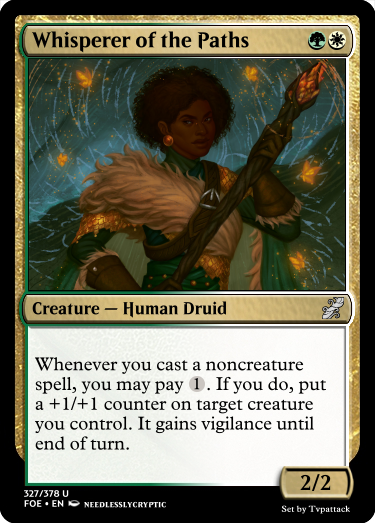 Whisperer of the Paths
Creature — Human Druid
Whenever you cast a noncreature
spell, you may pay 1. If you do, put
a +1/+1 counter on target creature
you control. It gains vigilance until
end of turn.
2/2
327/378 U
FOE • EN NEEDLESSLYCRYPTIC
Set by Tvpattack